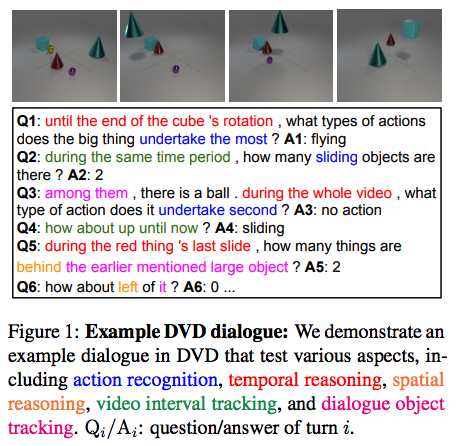 Q1: until the end of the cube 's rotation , what types of actions
does the big thing undertake the most ? A1: flying
Q2: during the same time period , how many sliding objects are
there ? A2: 2
Q3: among them , there is a ball . during the whole video , what
type of action does it undertake second ? A3: no action
Q4: how about up until now ? A4: sliding
Q5: during the red thing 's last slide , how many things are
behind the earlier mentioned large object ? A5: 2
Q6: how about left of it ? A6: 0 ...
Figure 1: Example DVD dialogue: We demonstrate an
example dialogue in DVD that test various aspects, in-
cluding action recognition, temporal reasoning, spatial
reasoning, video interval tracking, and dialogue object
tracking. Qi/Ai: question/answer of turn i.